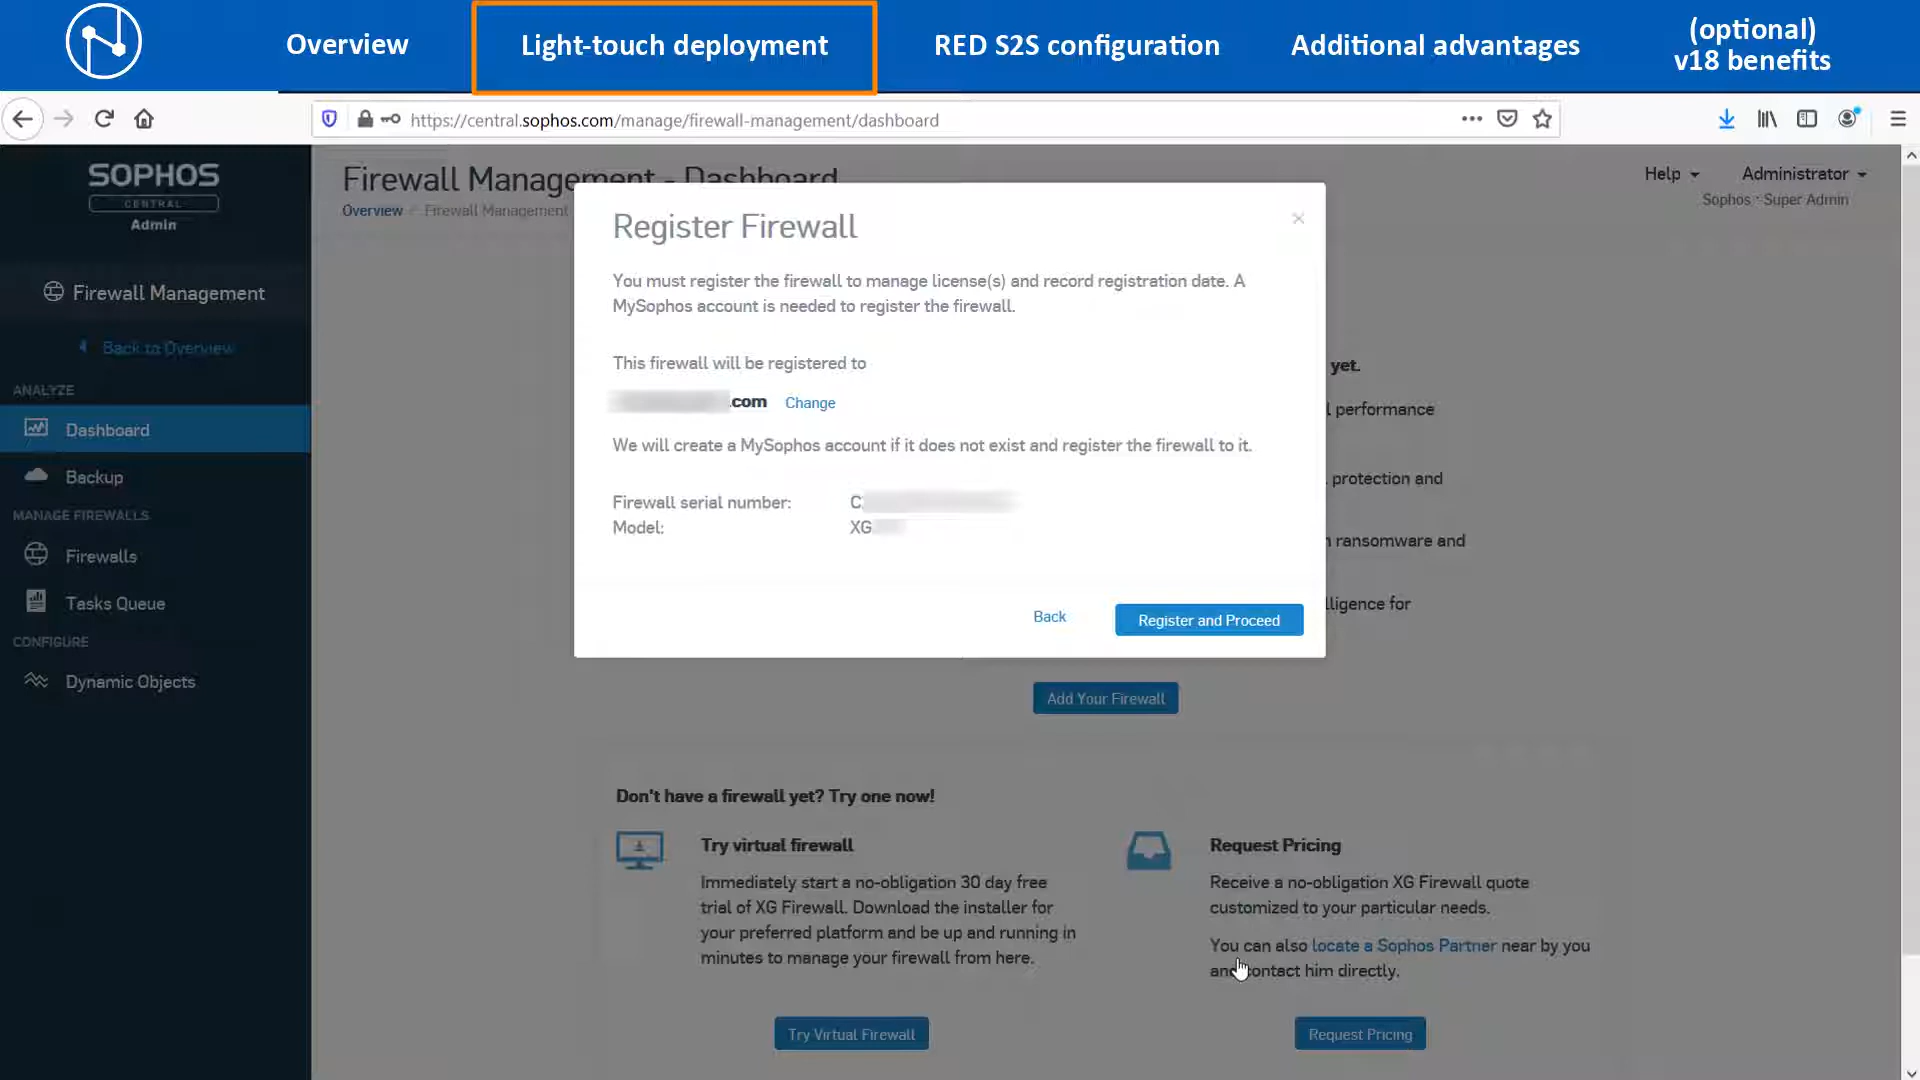 Overview
Light-touch deployment
RED S2S configuration
Additional advantages
(optional)
v18 benefits
https://central.sophos.com/manage/firewall-management/dashboard
SOPHOS
CENTRAL
Admin
Firewall Management
Back to Overview
ANALYZE
Dashboard
Backup
MANAGE FIREWALLS
Firewalls
Tasks Queue
CONFIGURE
Dynamic Objects
Firewall Management - Dashboard
Overview / Firewall Management
Help
Administrator
Sophos · Super Admin
Register Firewall
×
You must register the firewall to manage license(s) and record registration date. A
MySophos account is needed to register the firewall.
This firewall will be registered to
.com Change
We will create a MySophos account if it does not exist and register the firewall to it.
Firewall serial number: C
Model: XG
Back
Register and Proceed
yet.
performance
protection and
ransomware and
lligence for
Add Your Firewall
Don't have a firewall yet? Try one now!
Try virtual firewall
Immediately start a no-obligation 30 day free
trial of XG Firewall. Download the installer for
your preferred platform and be up and running in
minutes to manage your firewall from here.
Try Virtual Firewall
Request Pricing
Receive a no-obligation XG Firewall quote
customized to your particular needs.
You can also locate a Sophos Partner near by you
and contact him directly.
Request Pricing